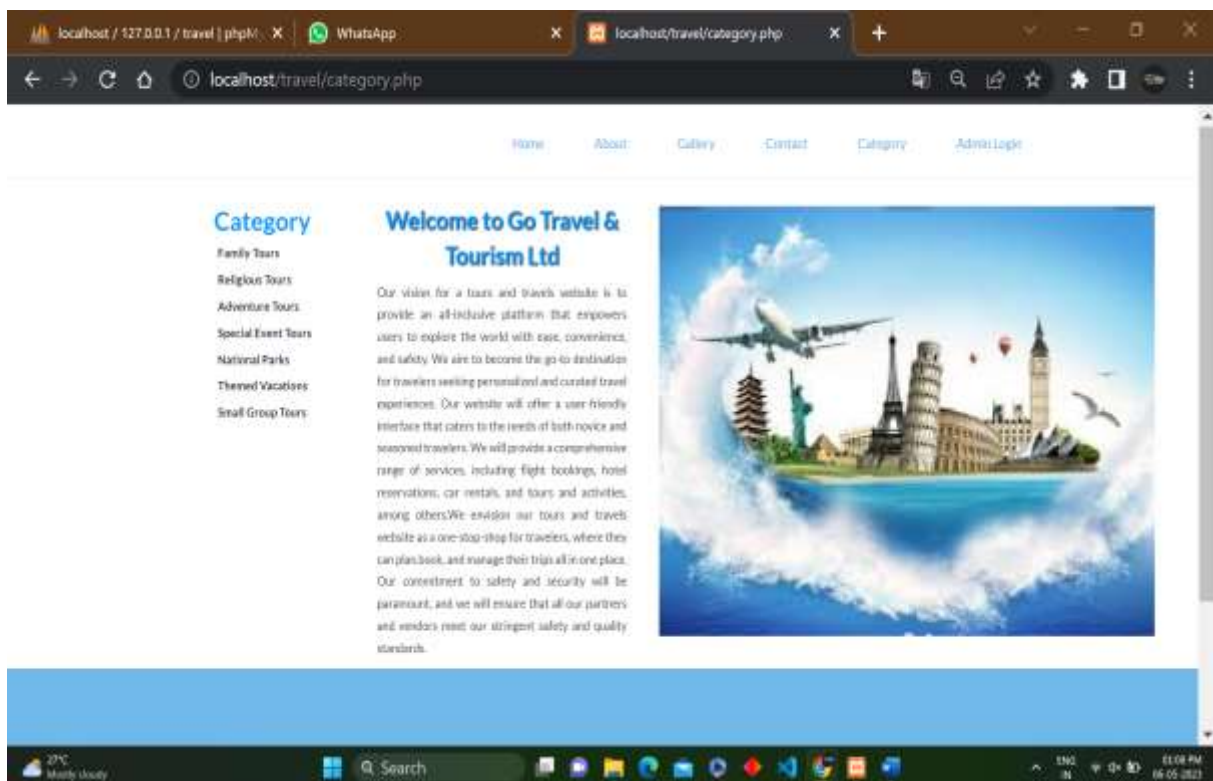 localhost / 127.0.0.1 / travel | phpM
WhatsApp
localhost/travel/category.php
localhost/travel/category.php
Home About Gallery Contact Category Admin Login
Category
Family Tours
Religious Tours
Adventure Tours
Special Event Tours
National Parks
Themed Vacations
Small Group Tours
Welcome to Go Travel &
Tourism Ltd
Our vision for a tours and travels website is to
provide an all-inclusive platform that empowers
users to explore the world with ease, convenience,
and safety. We aim to become the go-to destination
for travelers seeking personalized and curated travel
experiences. Our website will offer a user-friendly
interface that caters to the needs of both novice and
seasoned travelers. We will provide a comprehensive
range of services, including flight bookings, hotel
reservations, car rentals, and tours and activities,
among others.We envision our tours and travels
website as a one-stop-shop for travelers, where they
can plan, book, and manage their trips all in one place.
Our commitment to safety and security will be
paramount, and we will ensure that all our partners
and vendors meet our stringent safety and quality
standards.
27°C
Mostly cloudy
Search
ENG
IN
01:08 PM
06-05-2023